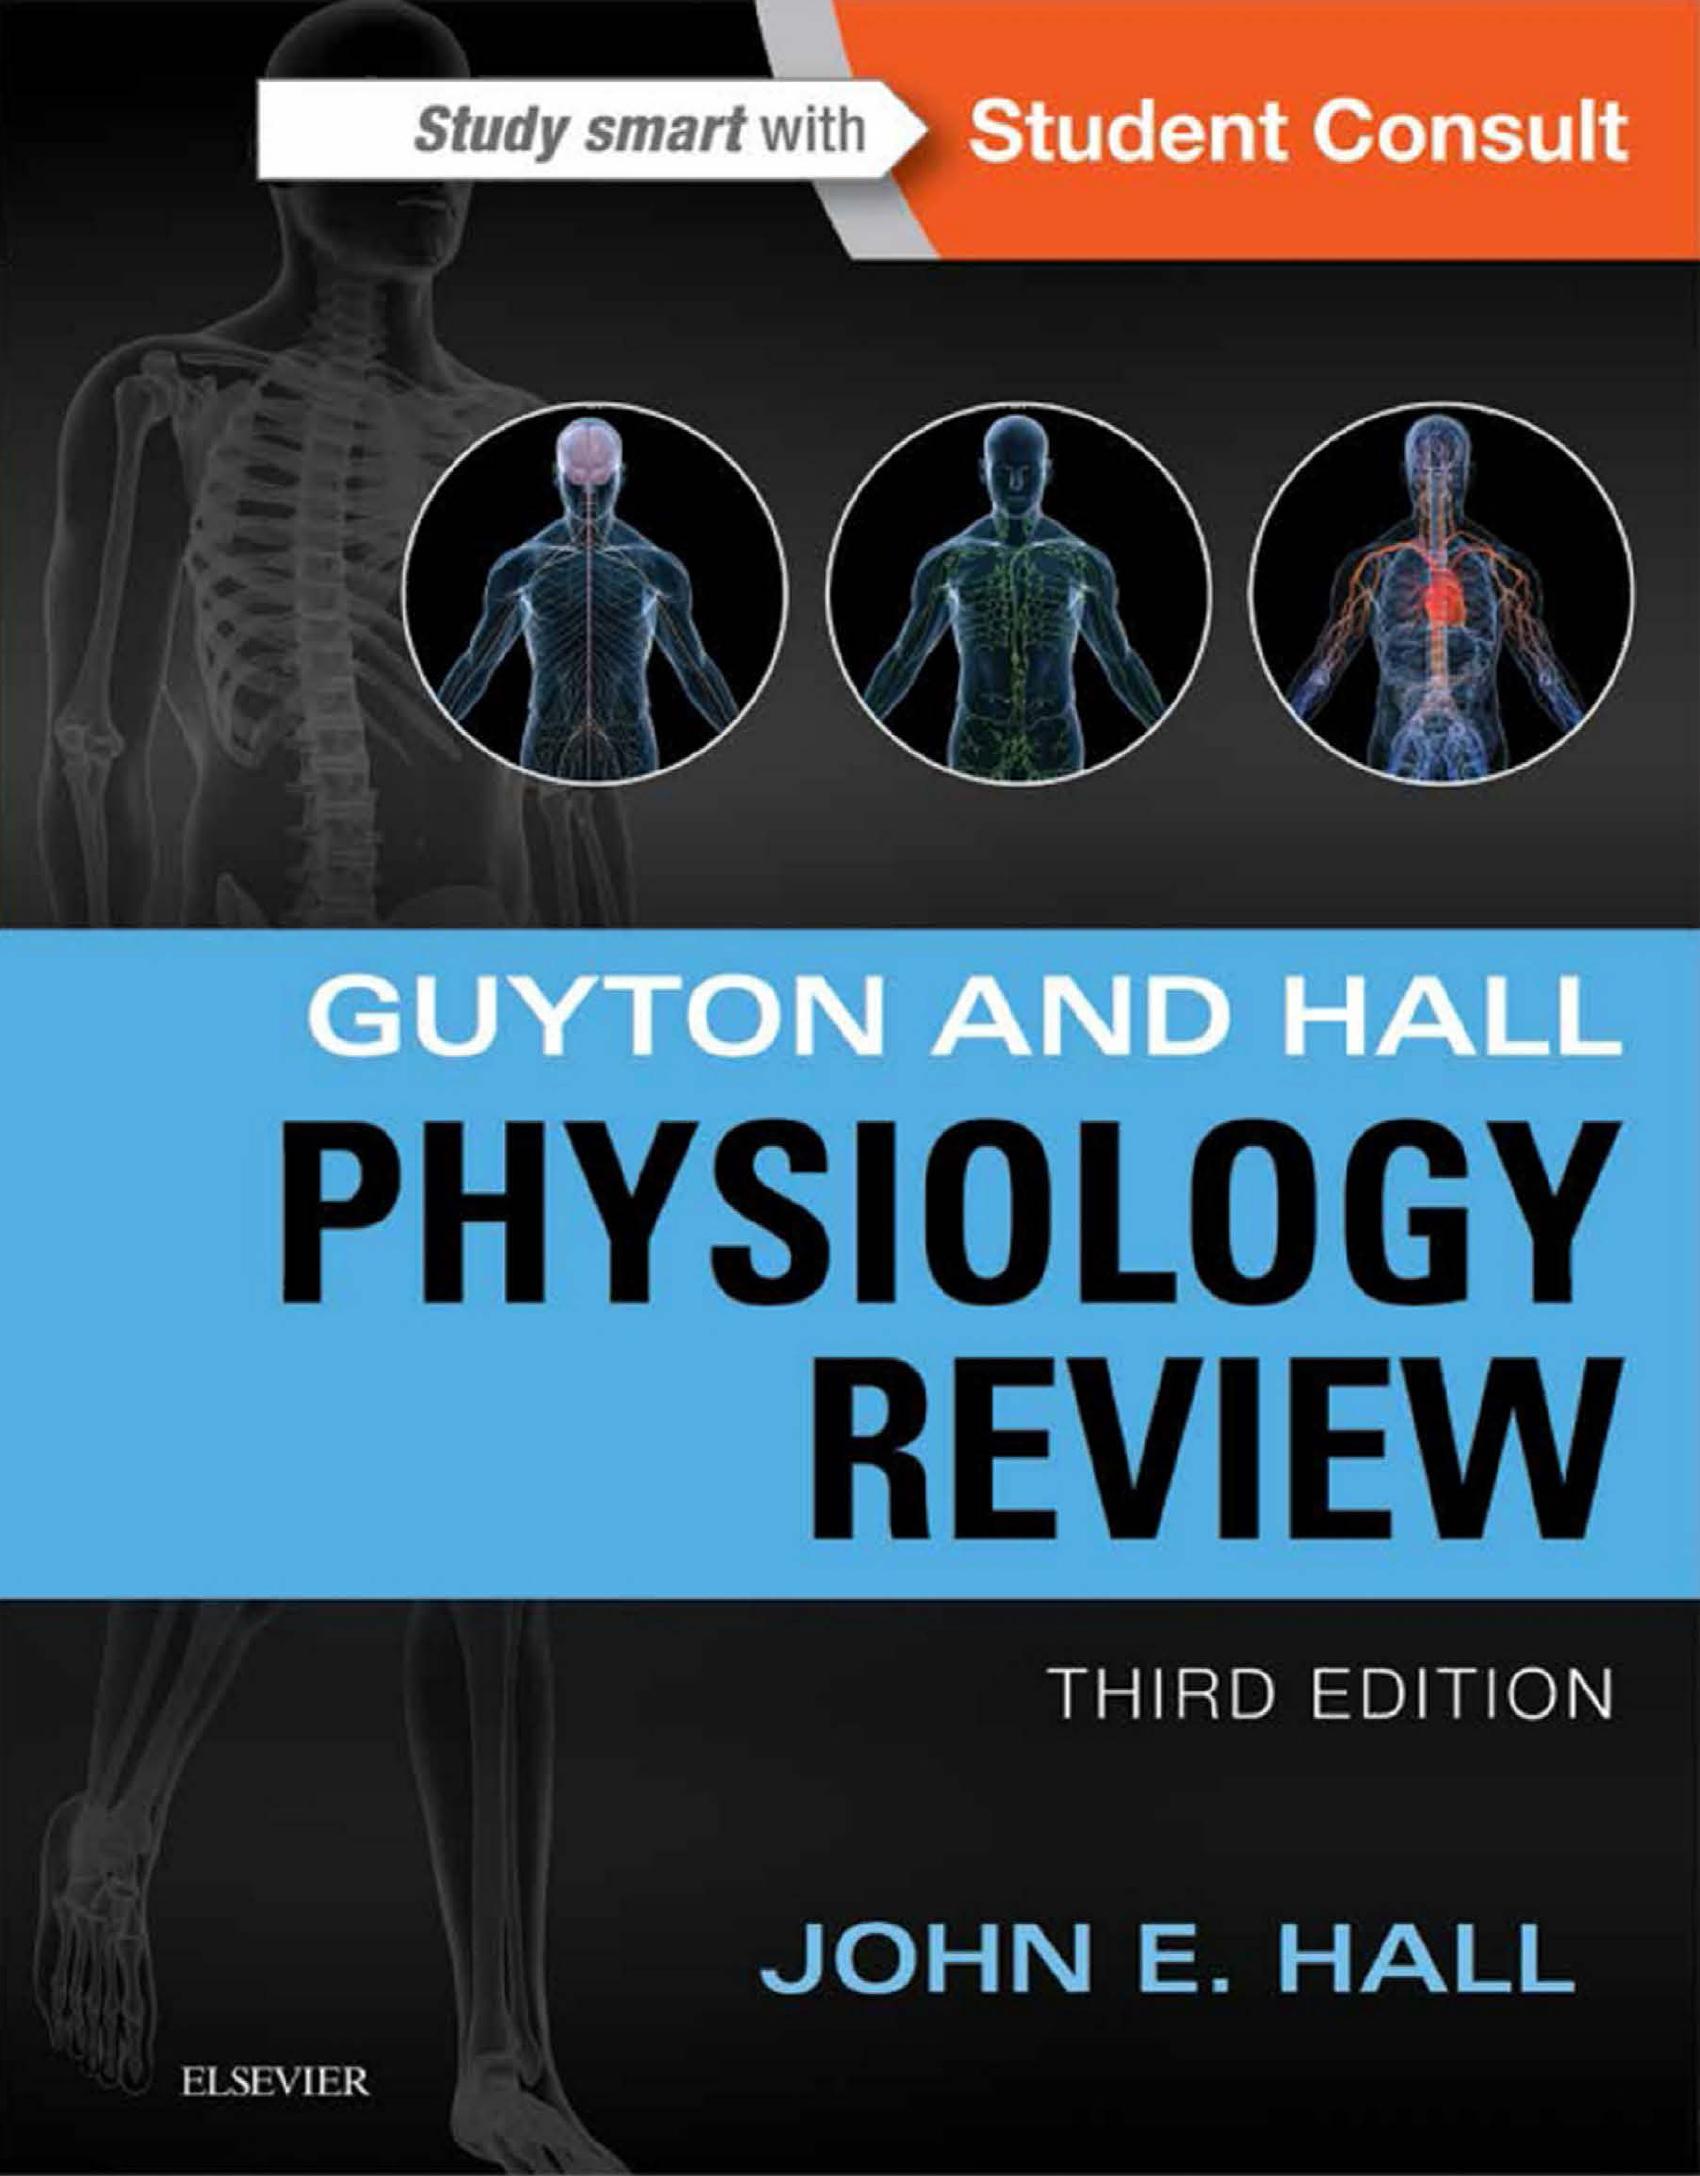 Study smart with
Student Consult
GUYTON AND HALL
PHYSIOLOGY
REVIEW
THIRD EDITION
JOHN E. HALL
ELSEVIER